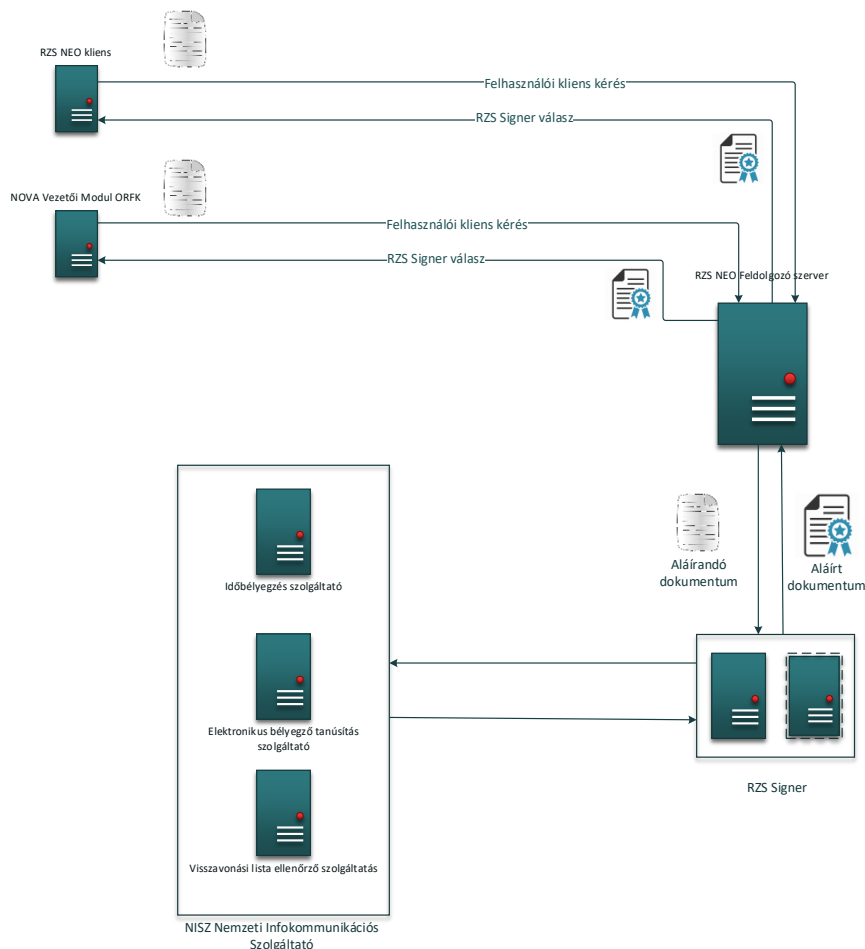 RZS NEO kliens
Felhasználói kliens kérés
RZS Signer válasz
NOVA Vezetői Modul ORFK
Felhasználói kliens kérés
RZS Signer válasz
RZS NEO Feldolgozó szerver
Aláírandó
dokumentum
Aláírt
dokumentum
Időbélyegzés szolgáltató
Elektronikus bélyegző tanúsítás
szolgáltató
Visszavonási lista ellenőrző szolgáltatás
RZS Signer
NISZ Nemzeti Infokommunikációs
Szolgáltató